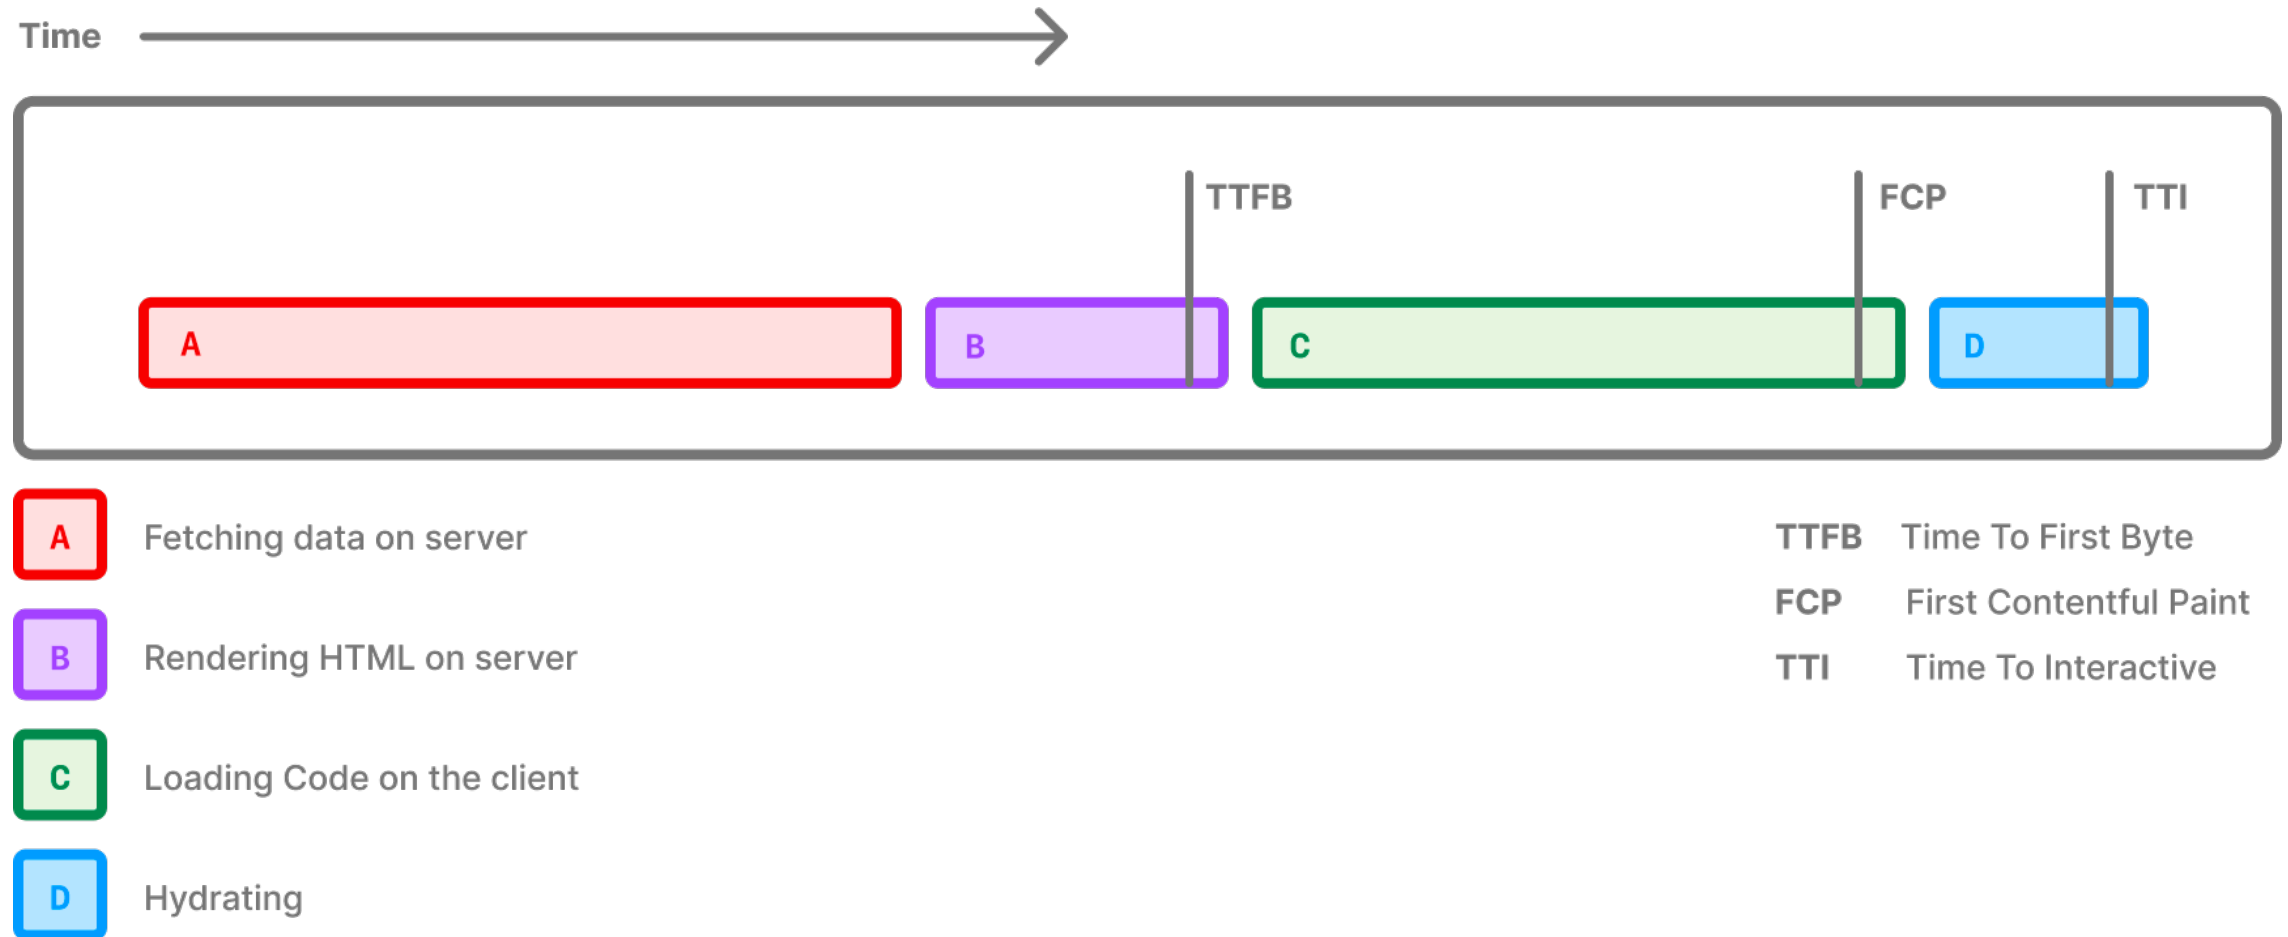 Time
TTFB
FCP
TTI
A
B
C
D
A Fetching data on server
B Rendering HTML on server
C Loading Code on the client
D Hydrating
TTFB Time To First Byte
FCP First Contentful Paint
TTI Time To Interactive